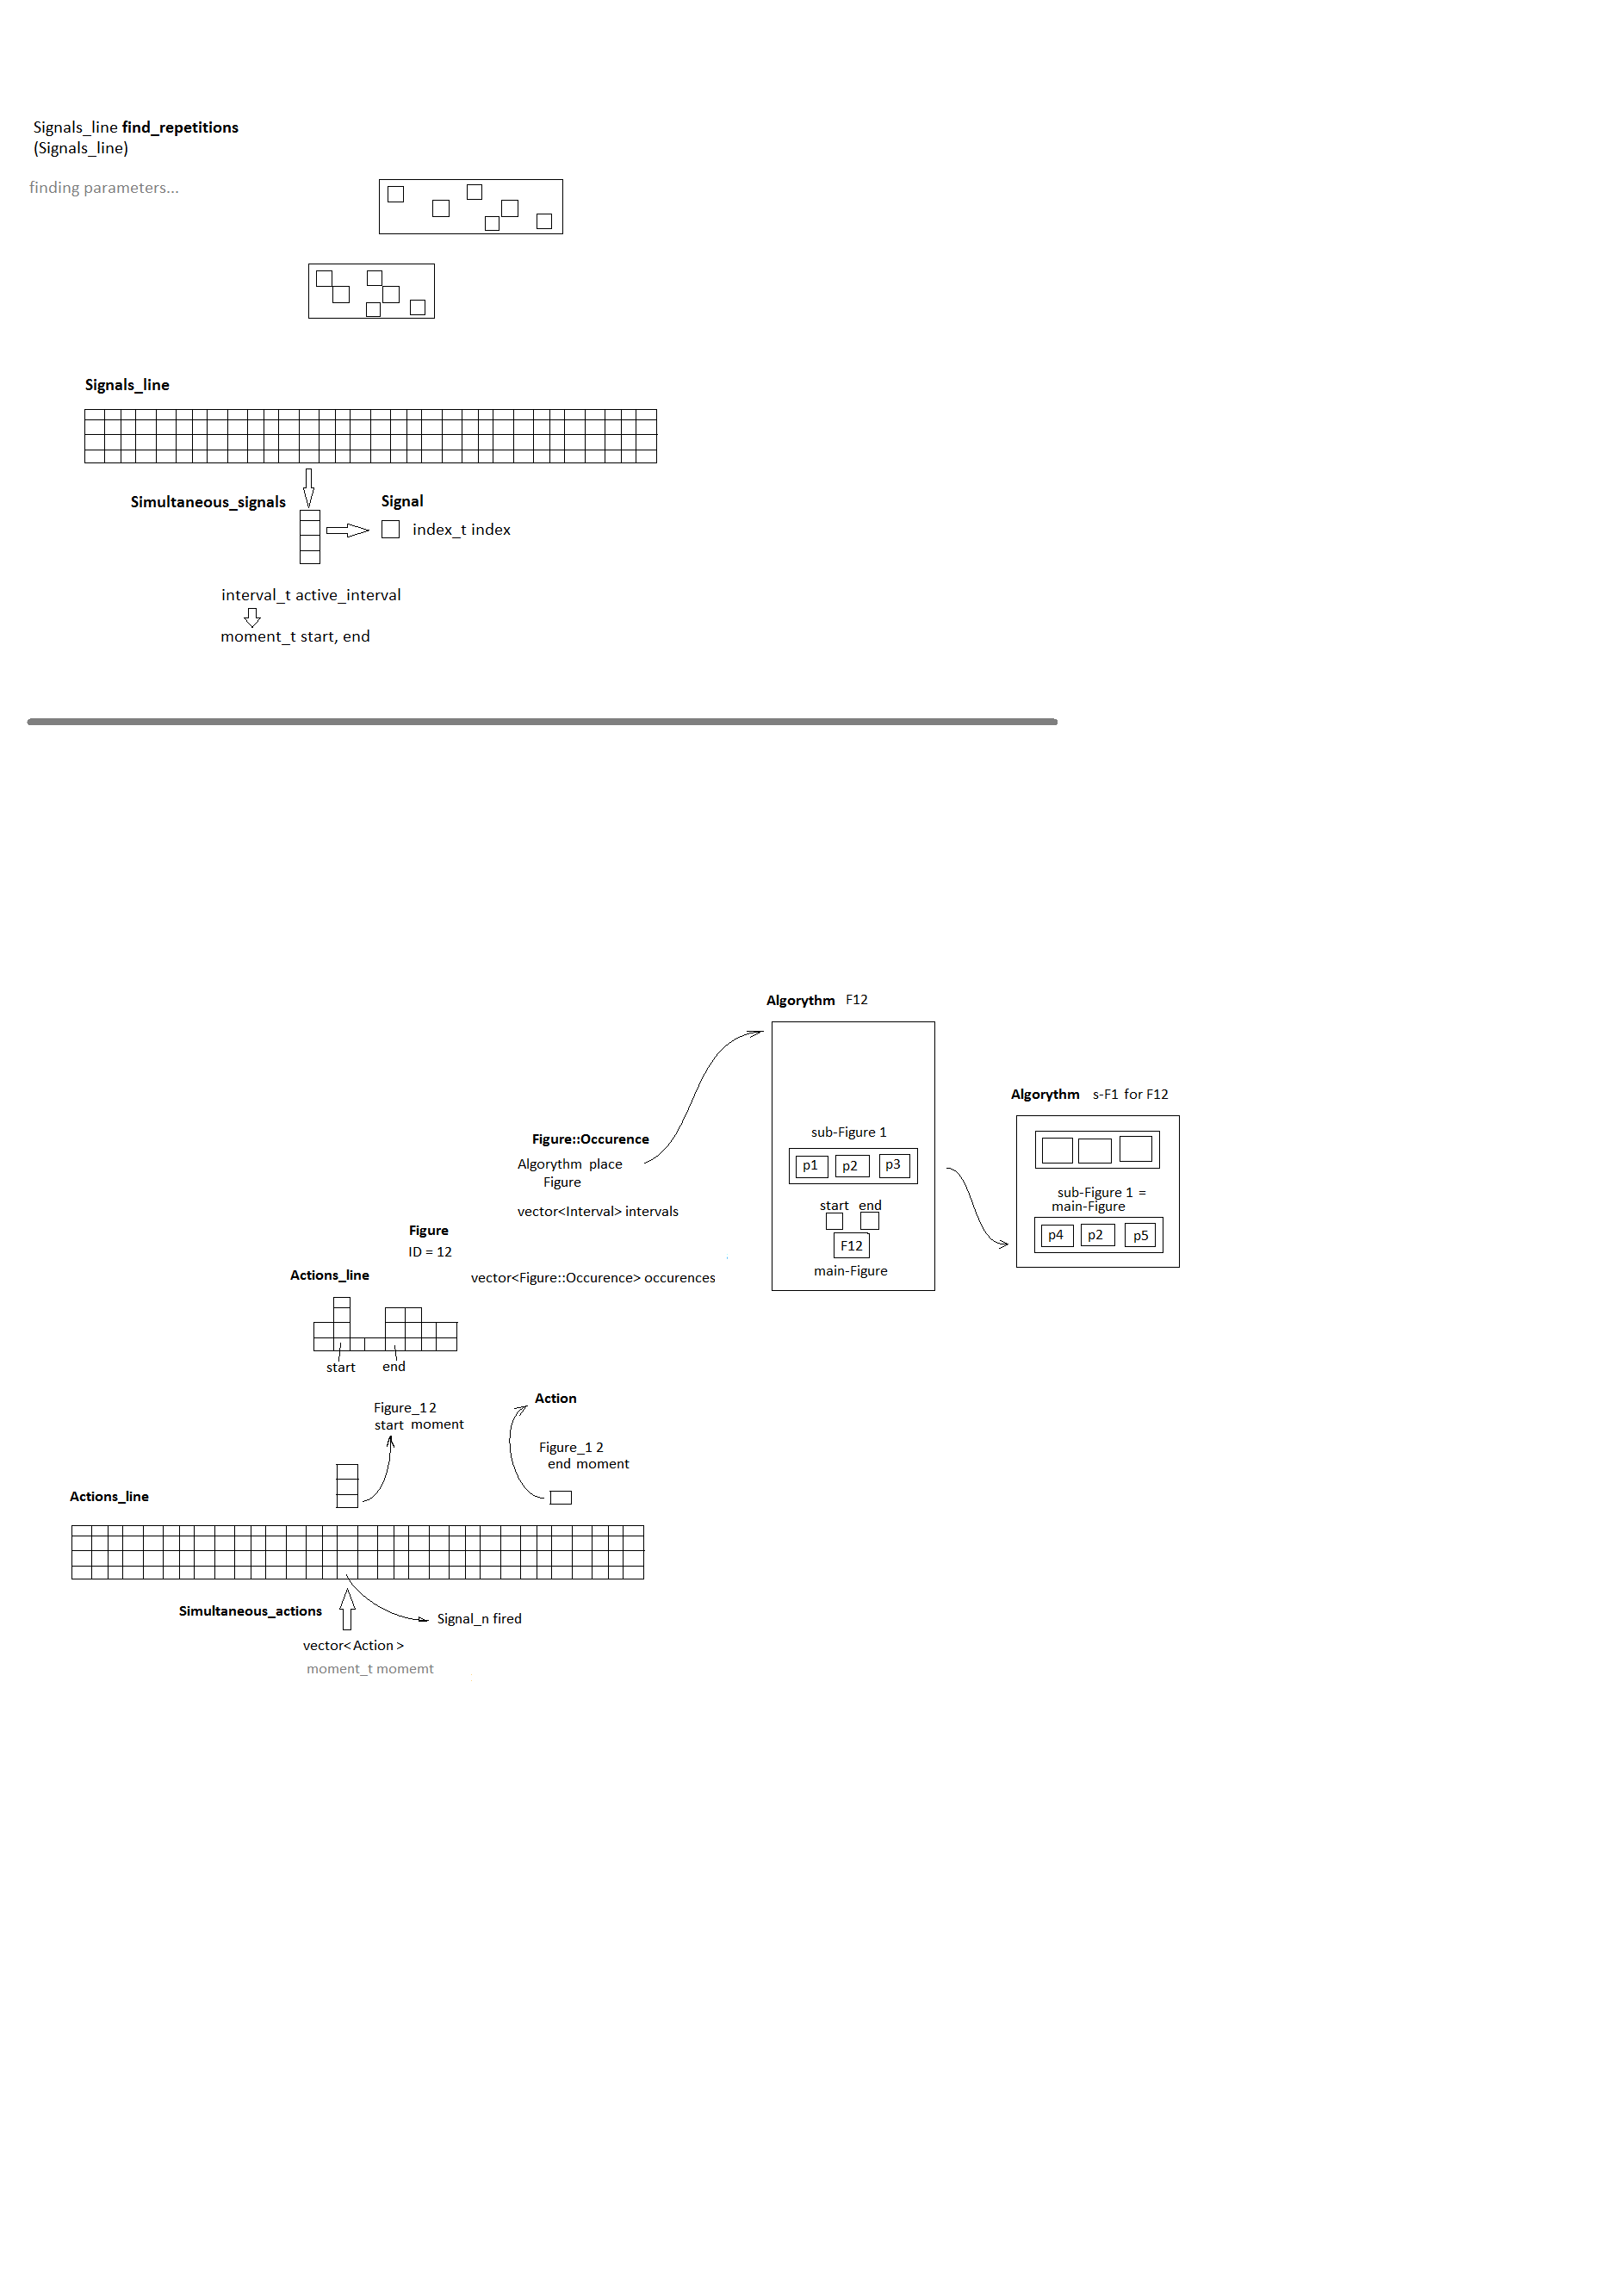 Signals_line find_repetitions
(Signals_line)
finding parameters...
Signals_line
Simultaneous_signals
Signal
index_t index
interval_t active_interval
moment_t start, end
Algorythm F12
Algorythm s-F1 for F12
sub-Figure 1
p1 p2 p3
start end
F12
main-Figure
sub-Figure 1 =
main-Figure
p4 p2 p5
Figure::Occurence
Algorythm place
Figure
vector<Interval> intervals
Figure
ID = 12
vector<Figure::Occurence> occurences
Actions_line
start end
Figure_1 2
start moment
Action
Figure_1 2
end moment
Actions_line
Simultaneous_actions
Signal_n fired
vector< Action >
moment_t momemt